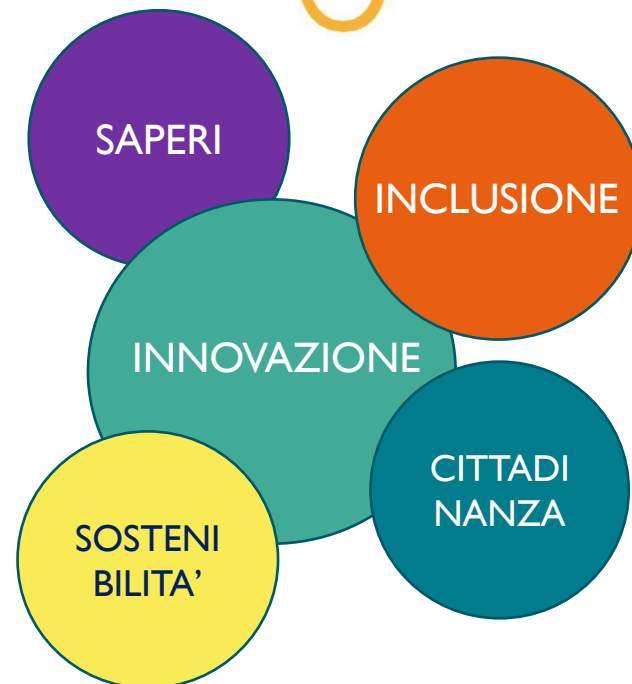 SAPERI
INCLUSIONE
INNOVAZIONE
CITTADI
NANZA
SOSTENI
BILITA’